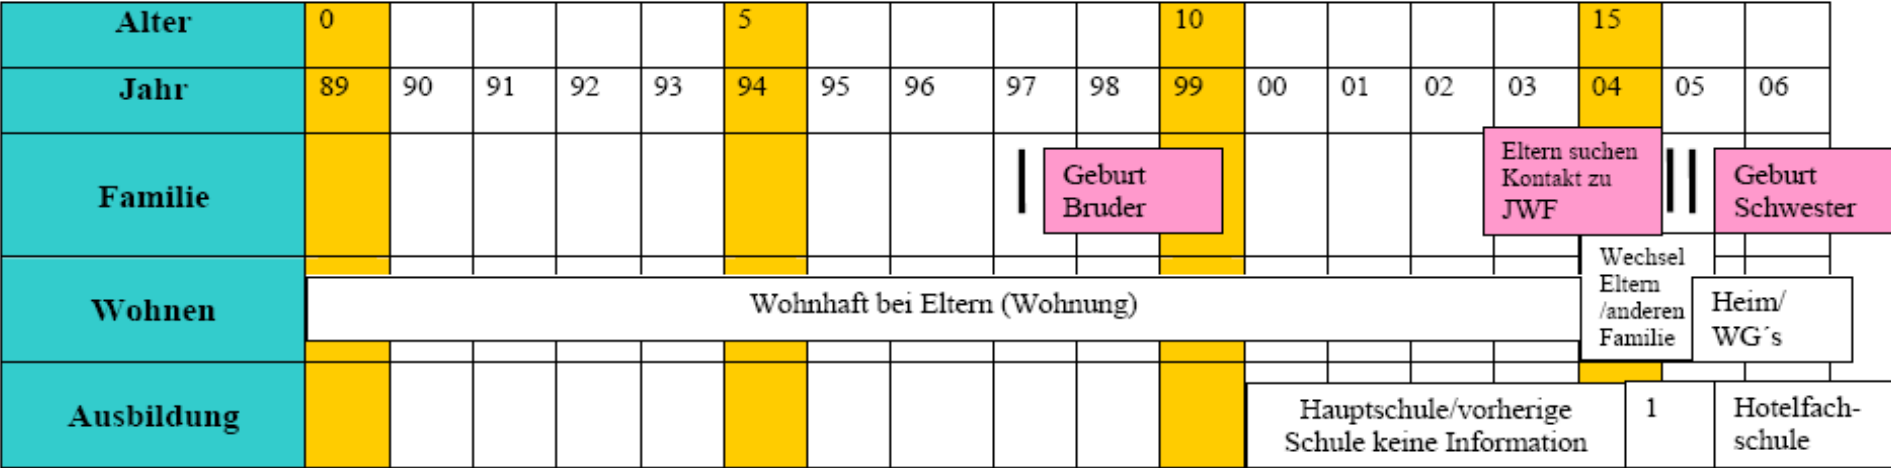 Alter 0 5 10 15
Jahr 89 90 91 92 93 94 95 96 97 98 99 00 01 02 03 04 05 06
Familie
Geburt
Bruder
Eltern suchen
Kontakt zu
JWF
Geburt
Schwester
Wohnen
Wohnhaft bei Eltern (Wohnung)
Wechsel
Eltern
/anderen
Familie
Heim/
WG´s
Ausbildung
Hauptschule/vorherige
Schule keine Information
1
Hotelfach-
schule